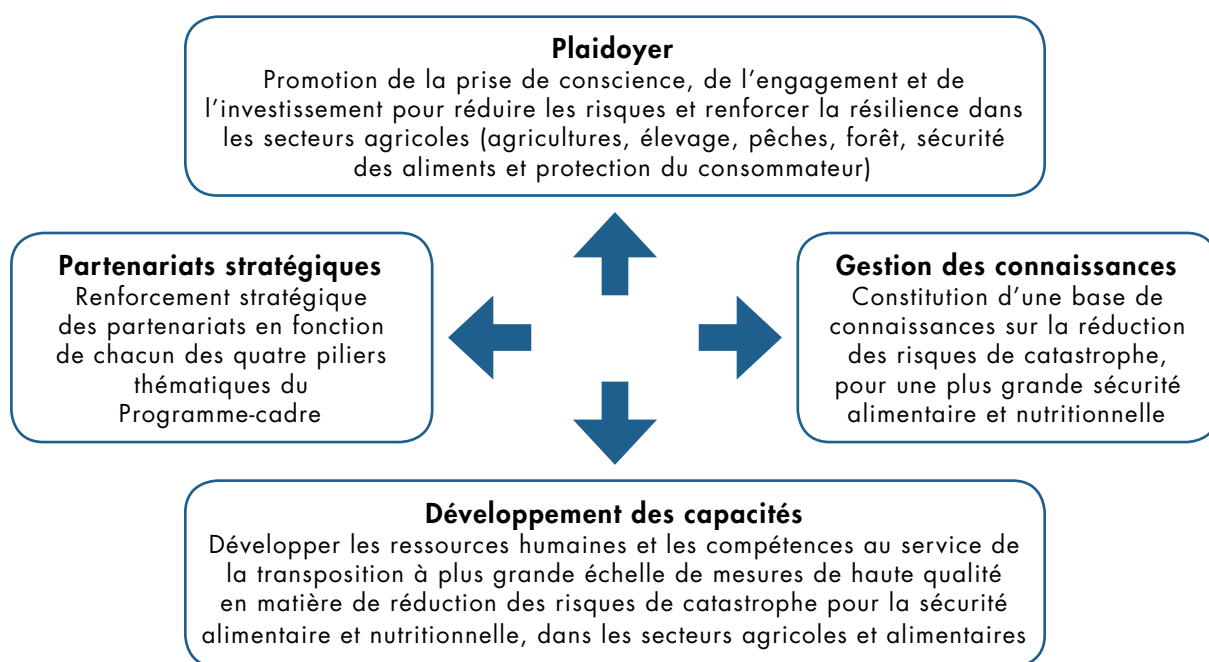 Plaidoyer
Promotion de la prise de conscience, de l'engagement et de
l'investissement pour réduire les risques et renforcer la résilience dans
les secteurs agricoles (agricultures, élevage, pêches, forêt, sécurité
des aliments et protection du consommateur)
Partenariats stratégiques
Renforcement stratégique
des partenariats en fonction
de chacun des quatre piliers
thématiques du
Programme-cadre
Gestion des connaissances
Constitution d'une base de
connaissances sur la réduction
des risques de catastrophe,
pour une plus grande sécurité
alimentaire et nutritionnelle
Développement des capacités
Développer les ressources humaines et les compétences au service de
la transposition à plus grande échelle de mesures de haute qualité
en matière de réduction des risques de catastrophe pour la sécurité
alimentaire et nutritionnelle, dans les secteurs agricoles et alimentaires